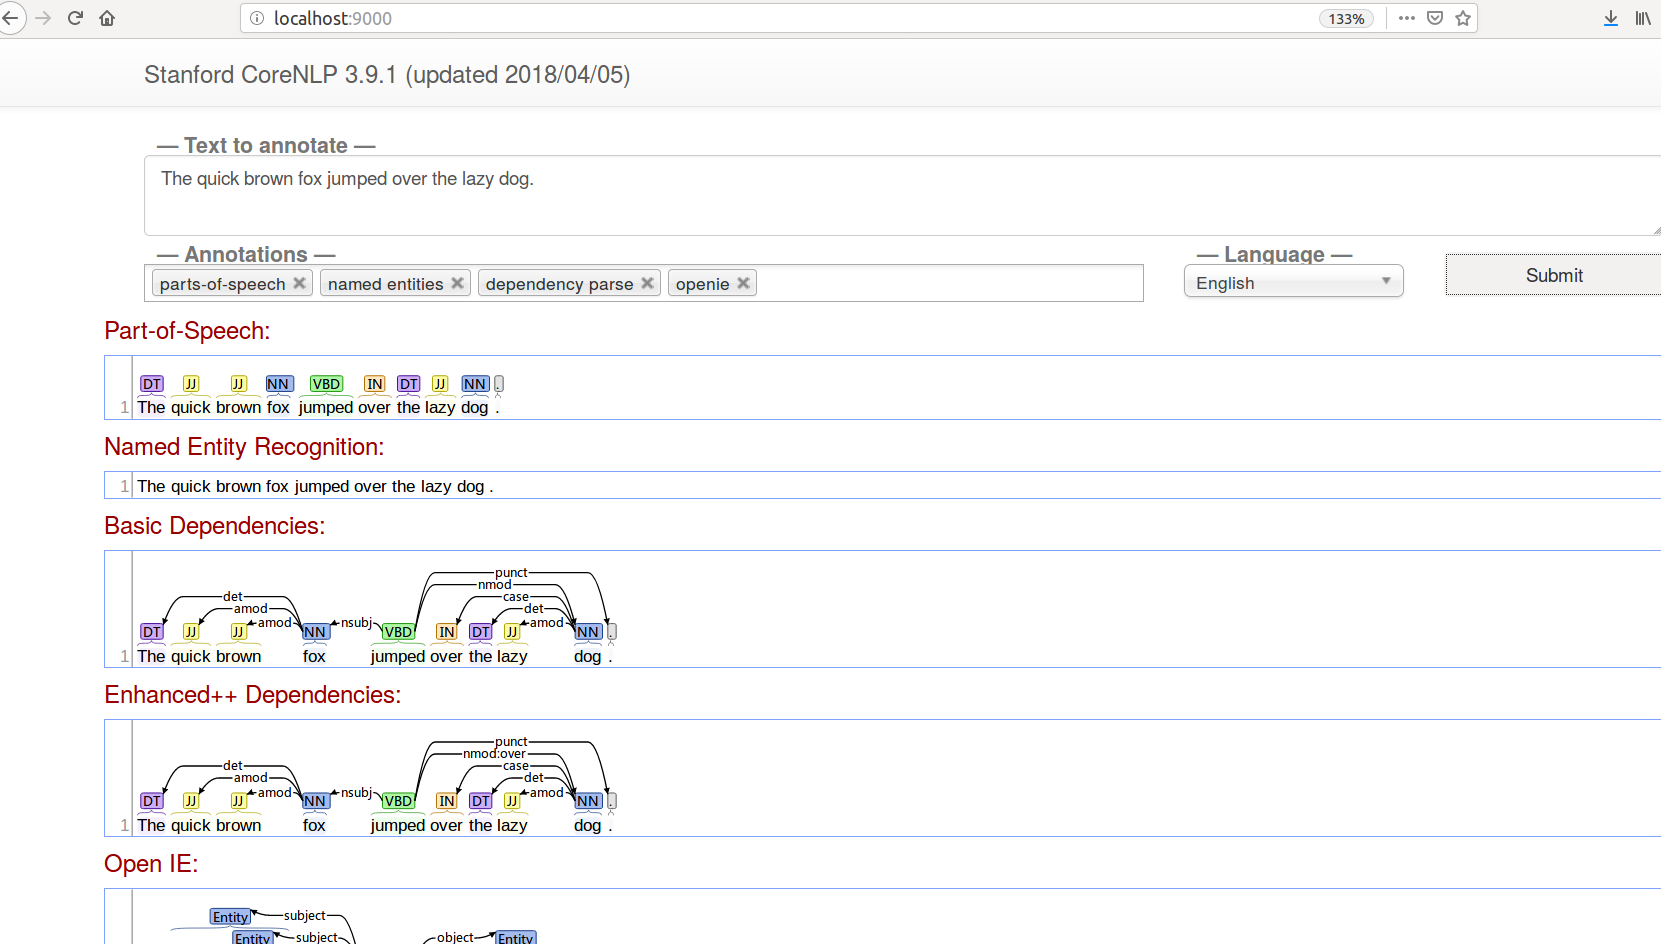 localhost:9000 133%
Stanford CoreNLP 3.9.1 (updated 2018/04/05)
— Text to annotate —
The quick brown fox jumped over the lazy dog.
— Annotations — — Language —
parts-of-speech named entities dependency parse openie English Submit
Part-of-Speech:
DT JJ JJ NN VBD IN DT JJ NN .
1 The quick brown fox jumped over the lazy dog .
Named Entity Recognition:
1 The quick brown fox jumped over the lazy dog .
Basic Dependencies:
punct
nmod
det case
amod det
amod nsubj amod
DT JJ JJ NN VBD IN DT JJ NN .
1 The quick brown fox jumped over the lazy dog .
Enhanced++ Dependencies:
punct
nmod:over
det case
amod det
amod nsubj amod
DT JJ JJ NN VBD IN DT JJ NN .
1 The quick brown fox jumped over the lazy dog .
Open IE:
Entity subject
Entity subject object Entity